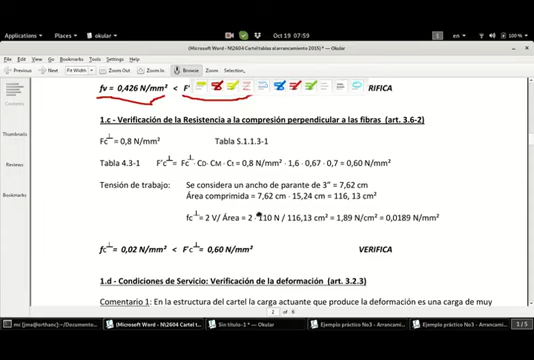 Applications Places okular Oct 19 07:59 en 100 %
(Microsoft Word - N\2604 Cartel tablas al arrancamiento 2015) - Okular
File View Edit Go Bookmarks Tools Settings Help
Previous Next Fit Width Zoom Out Zoom In Browse Zoom Selection
Contents
Thumbnails
Reviews
Bookmarks
fv = 0,426 N/mm² < F' RIFICA
1.c - Verificación de la Resistencia a la compresión perpendicular a las fibras (art. 3.6-2)
Fc⊥ = 0,8 N/mm² Tabla S.1.1.3-1
Tabla 4.3-1 F'c⊥ = Fc⊥ · CD · CM · Ct = 0,8 N/mm² · 1,6 · 0,67 · 0,7 = 0,60 N/mm²
Tensión de trabajo: Se considera un ancho de parante de 3" = 7,62 cm
Área comprimida = 7,62 cm · 15,24 cm = 116, 13 cm²
fc⊥ = 2 V/ Área = 2 · 110 N / 116,13 cm² = 1,89 N/cm² = 0,0189 N/mm²
fc⊥ = 0,02 N/mm² < F'c⊥ = 0,60 N/mm² VERIFICA
1.d - Condiciones de Servicio: Verificación de la deformación (art. 3.2.3)
Comentario 1: En la estructura del cartel la carga actuante que produce la deformación es una carga de muy
2 of 6
mc [jma@orthanc]:~/Documento... (Microsoft Word - N\2604 Cartel ... Sin título-1 - Okular Ejemplo práctico No3 - Arrancami... Ejemplo práctico No3 - Arrancami... 1 / 5